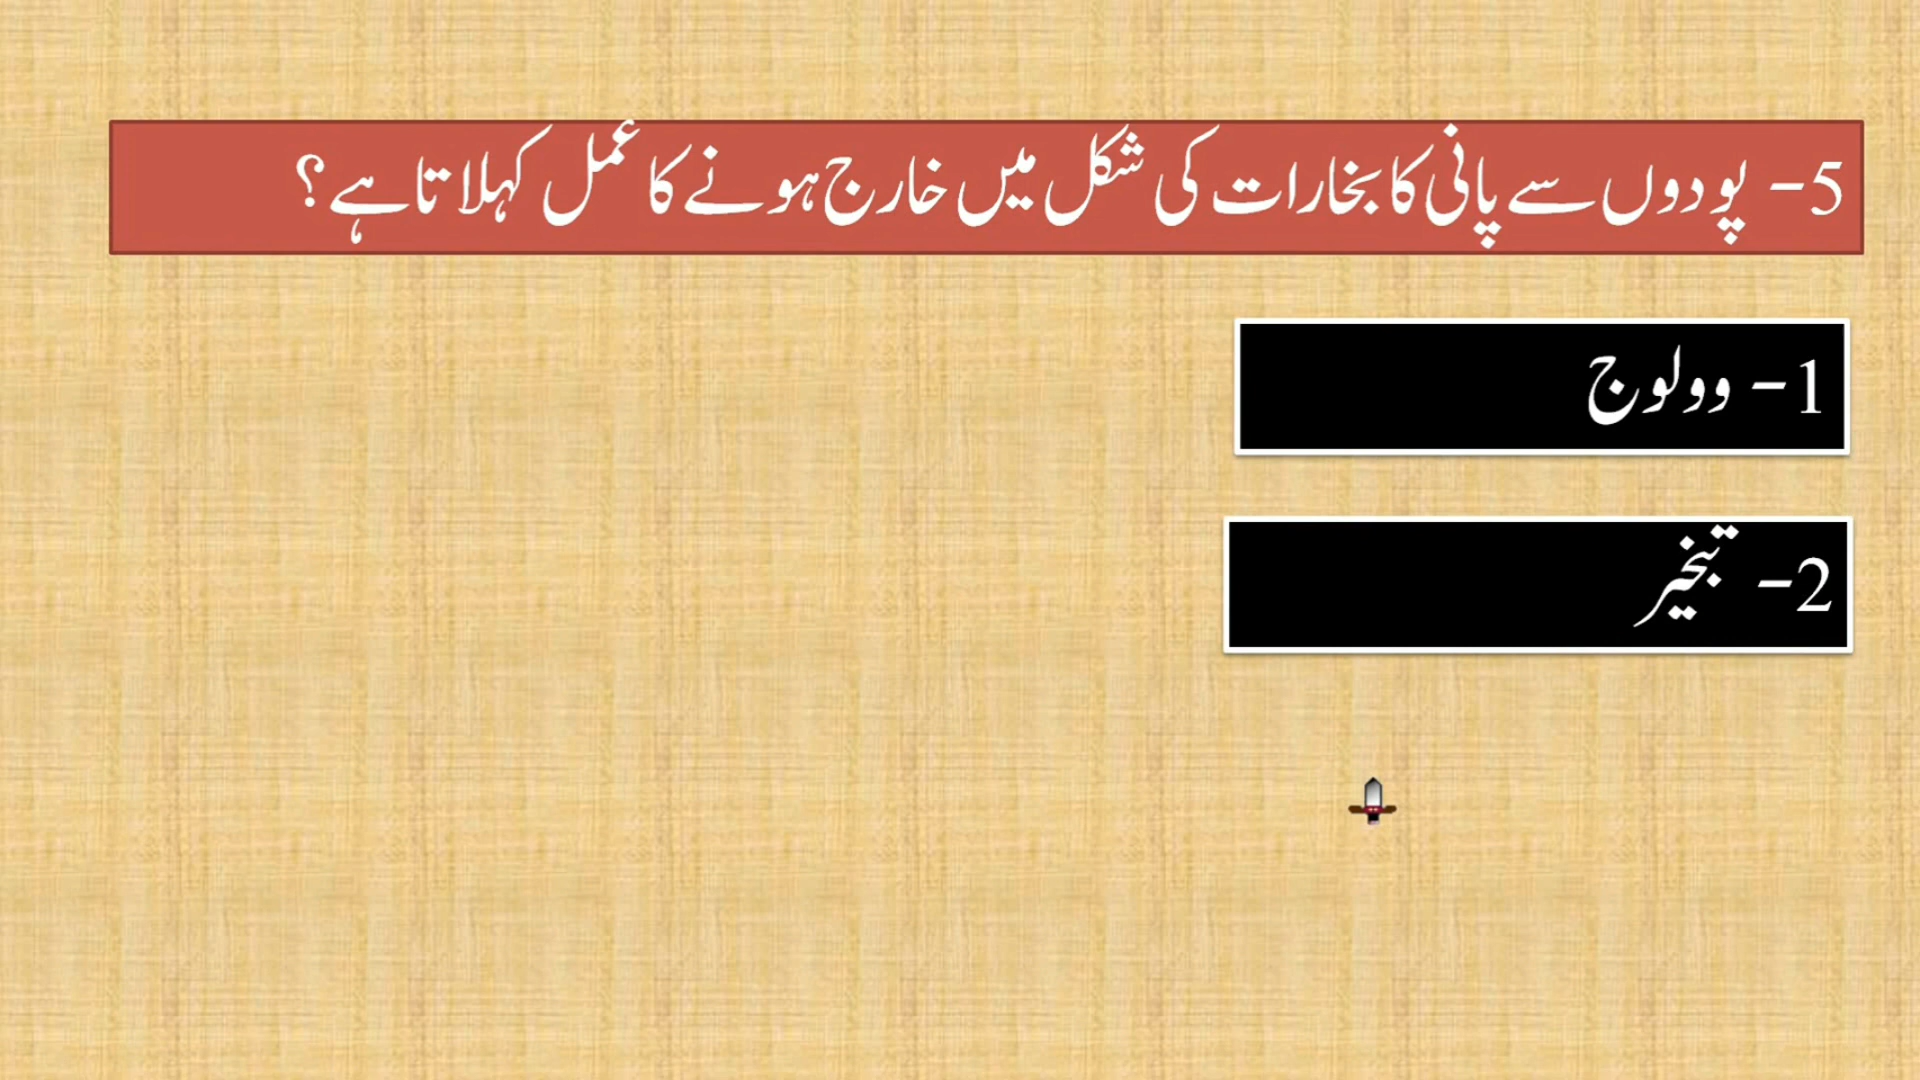 5- پودوں سے پانی کا بخارات کی شکل میں خارج ہونے کا عمل کہلاتا ہے؟
1- وولوج
2- تبخیر